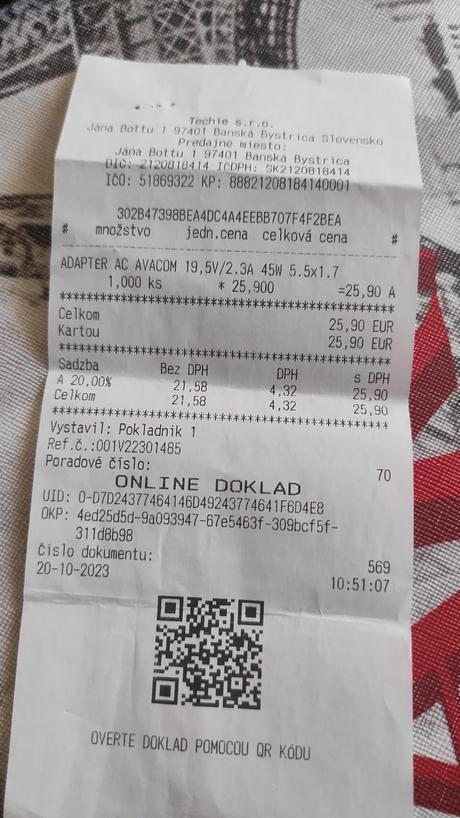 Techie s.r.o.
Jána Bottu 1 97401 Banská Bystrica Slovensko
Predajné miesto:
Jána Bottu 1 97401 Banská Bystrica
DIČ: 2120818414 IČDPH: SK2120818414
IČO: 51869322 KP: 88821208184140001
302B47398BEA4DC4A4EEBB707F4F2BEA
# množstvo jedn.cena celková cena #
ADAPTER AC AVACOM 19,5V/2.3A 45W 5.5x1.7
1,000 ks * 25,900 =25,90 A
****************************************
Celkom 25,90 EUR
Kartou 25,90 EUR
****************************************
Sadzba Bez DPH DPH s DPH
A 20,00% 21,58 4,32 25,90
Celkom 21,58 4,32 25,90
****************************************
Vystavil: Pokladnik 1
Ref.č.:001V22301485
Poradové číslo: 70
ONLINE DOKLAD
UID: O-D7D24377464146D49243774641F6D4E8
OKP: 4ed25d5d-9a093947-67e5463f-309bcf5f-
311d8b98
Číslo dokumentu: 569
20-10-2023 10:51:07
OVERTE DOKLAD POMOCOU QR KóDU